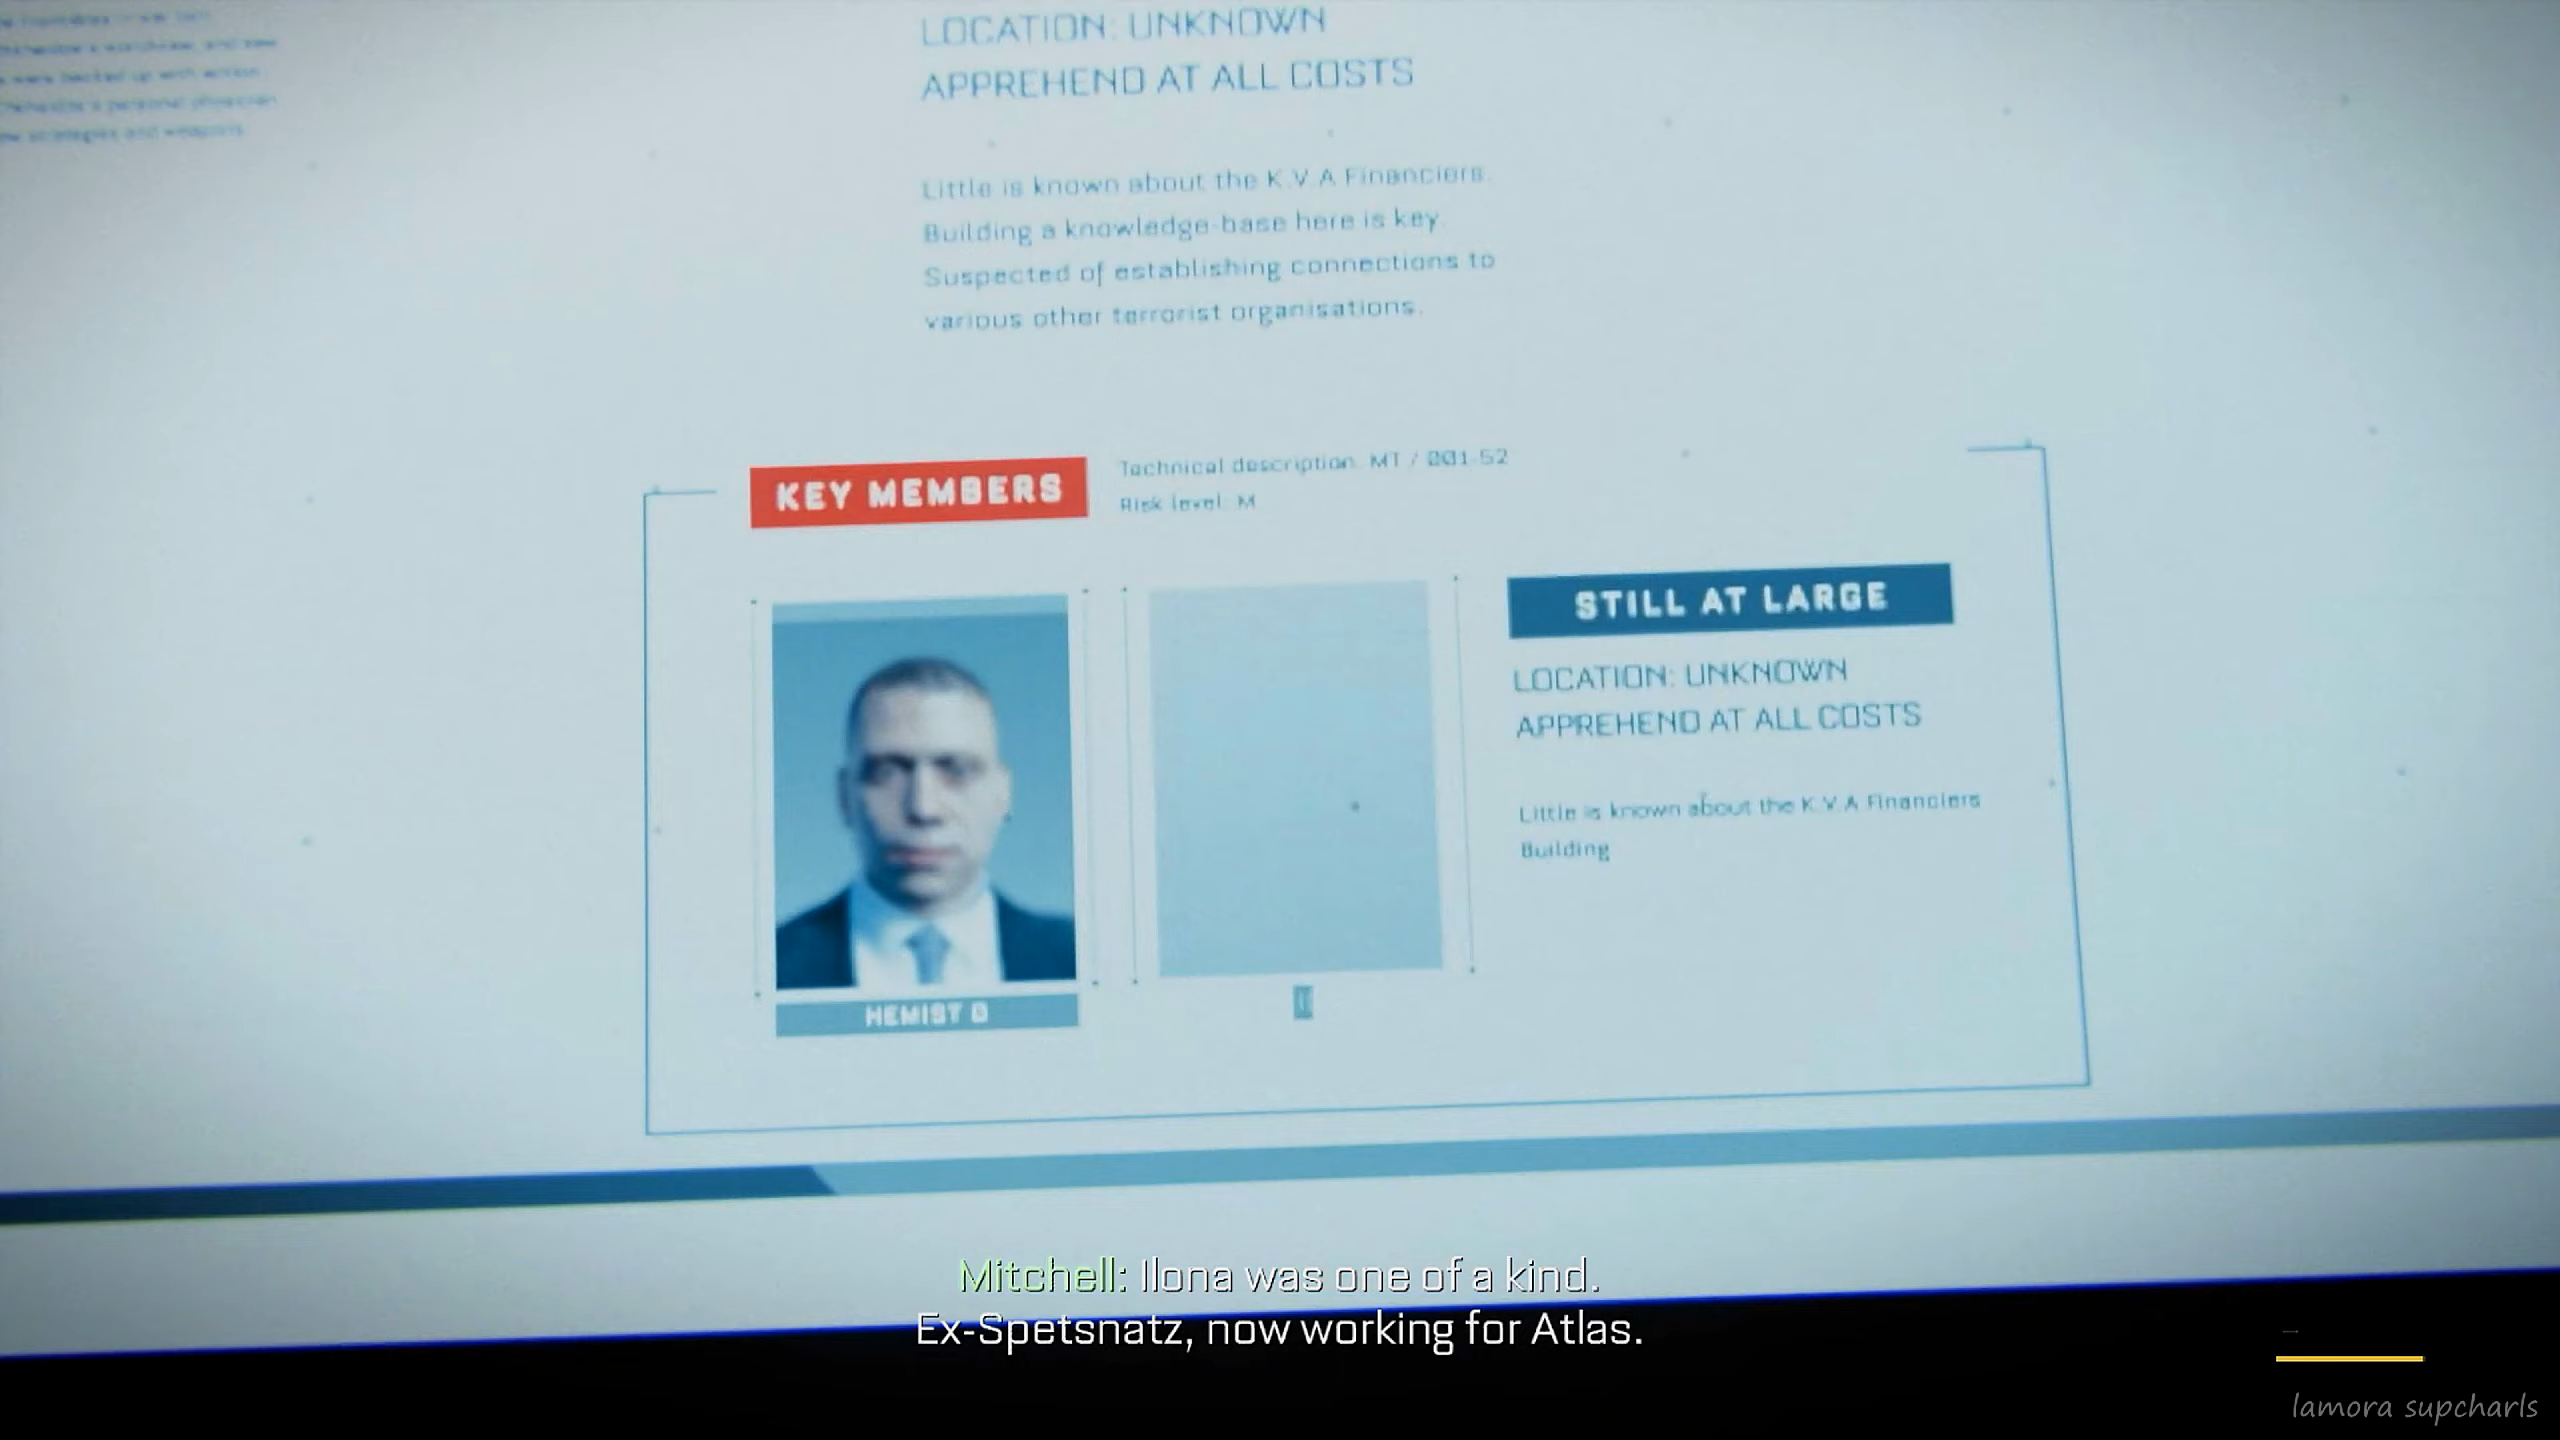 LOCATION: UNKNOWN
APPREHEND AT ALL COSTS
Little is known about the K.V.A Financiers.
Building a knowledge-base here is key.
Suspected of establishing connections to
various other terrorist organisations.
KEY MEMBERS
Technical description: MT / 001-52
Risk level: M
STILL AT LARGE
LOCATION: UNKNOWN
APPREHEND AT ALL COSTS
Little is known about the K.V.A Financiers
Building
HEMIST D
Mitchell: Ilona was one of a kind.
Ex-Spetsnatz, now working for Atlas.
lamora supcharls